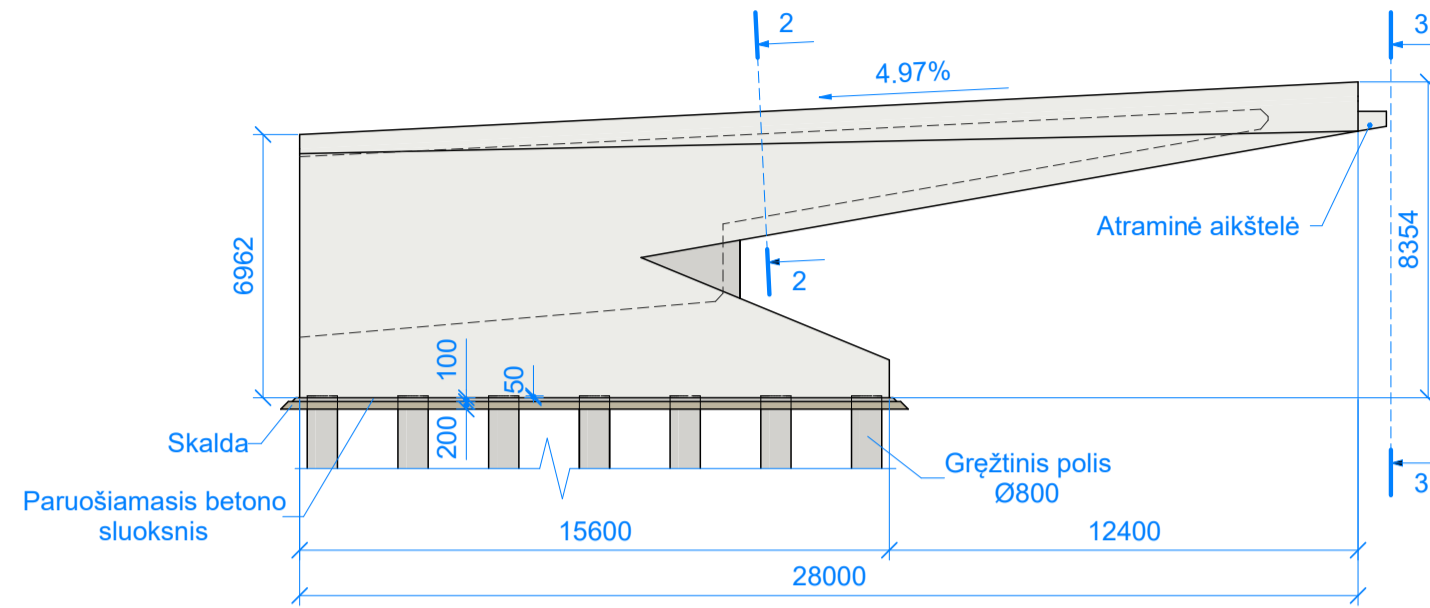 2
3
4.97%
6962
Atraminė aikštelė
8354
2
100
50
200
Skalda
Paruošiamasis betono
sluoksnis
Gręžtinis polis
Ø800
3
15600
12400
28000